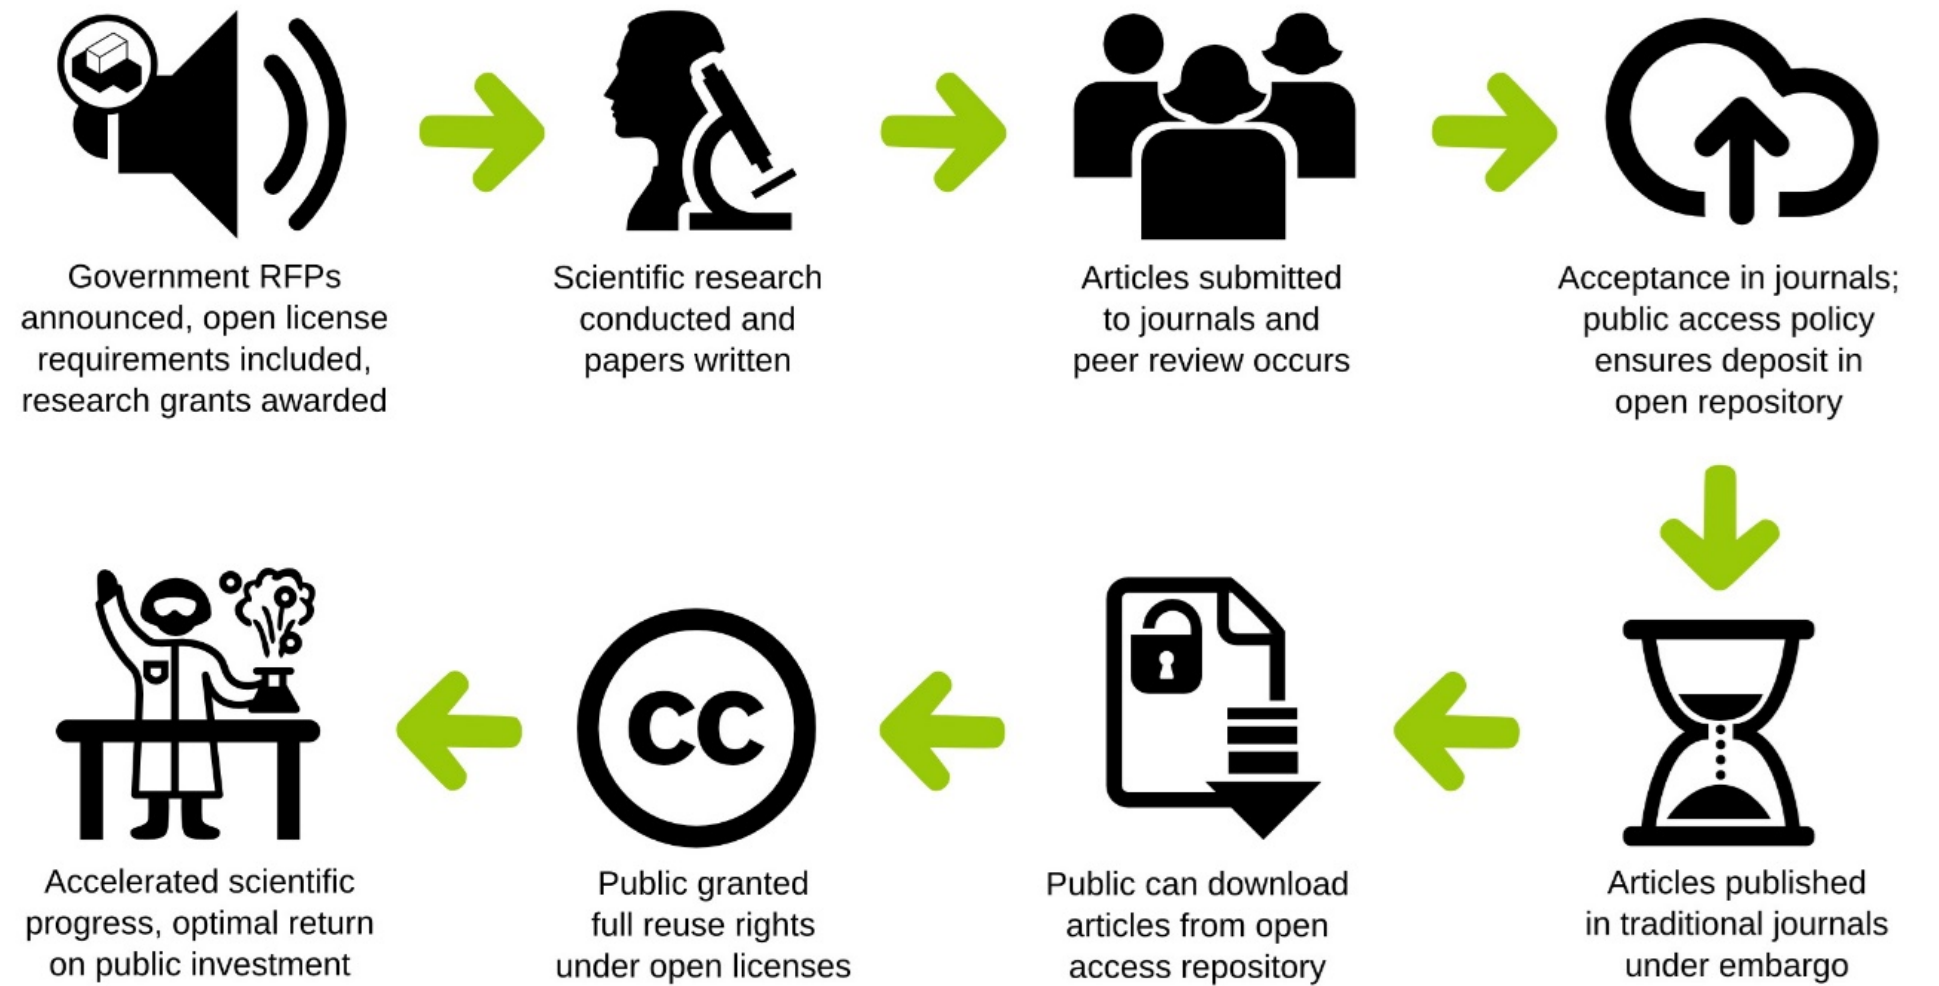 Government RFPs
announced, open license
requirements included,
research grants awarded
Scientific research
conducted and
papers written
Articles submitted
to journals and
peer review occurs
Acceptance in journals;
public access policy
ensures deposit in
open repository
Articles published
in traditional journals
under embargo
Public can download
articles from open
access repository
cc
Public granted
full reuse rights
under open licenses
Accelerated scientific
progress, optimal return
on public investment